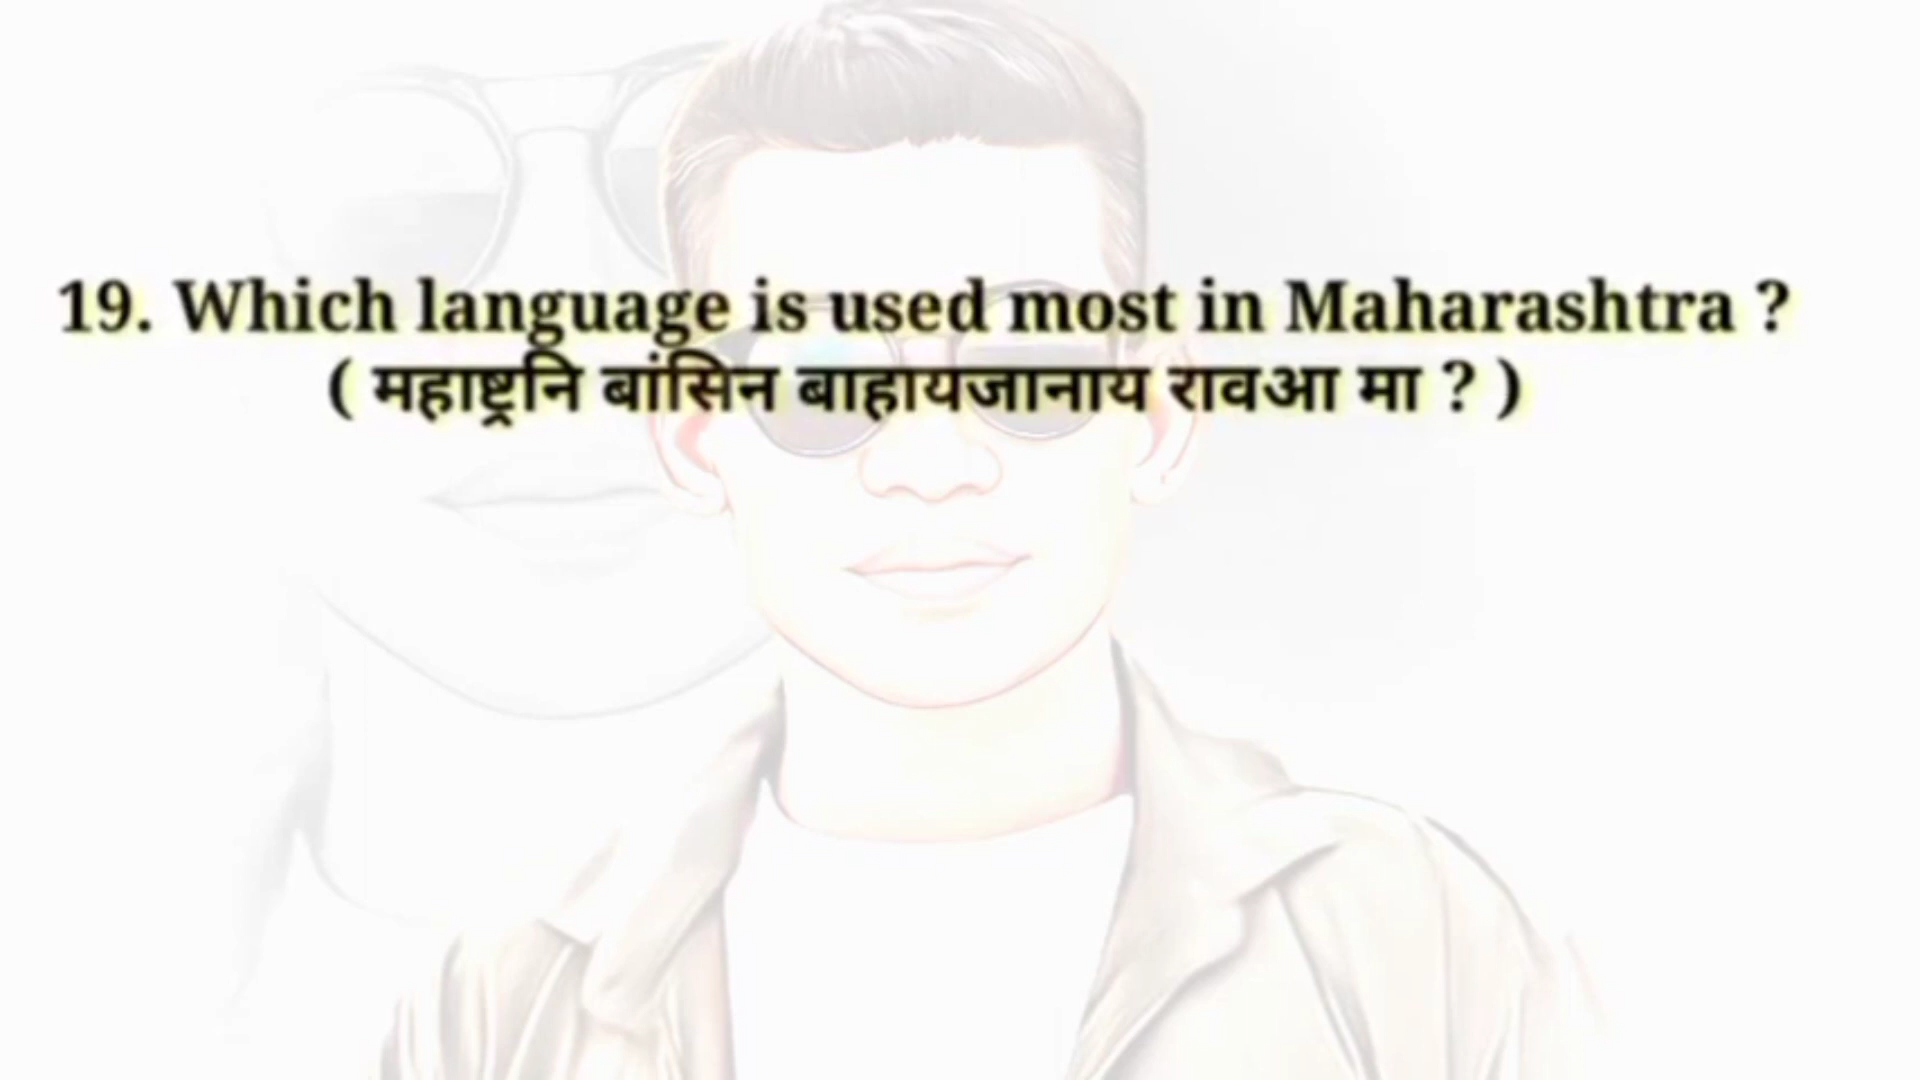 19. Which language is used most in Maharashtra ?
( महाष्ट्रनि बांसिन बाहायजानाय रावआ मा ? )